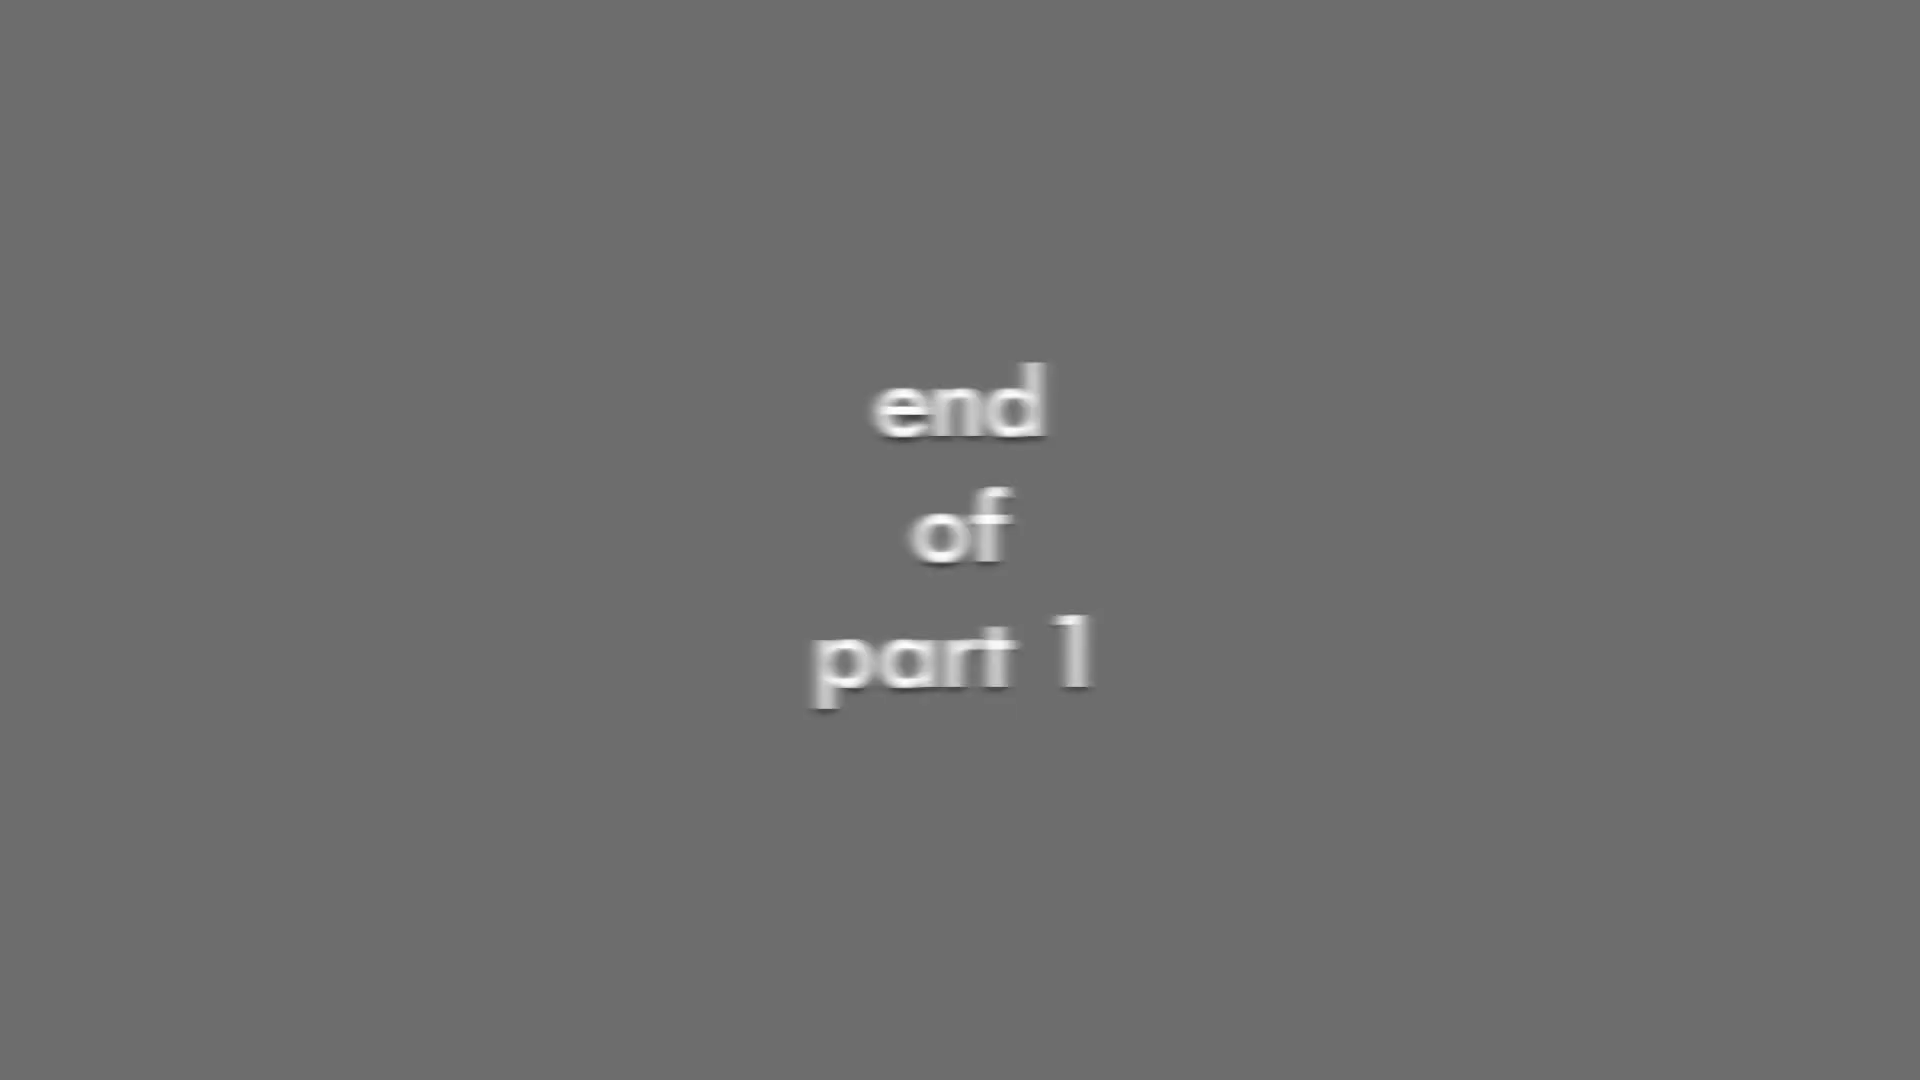 end
of
part 1